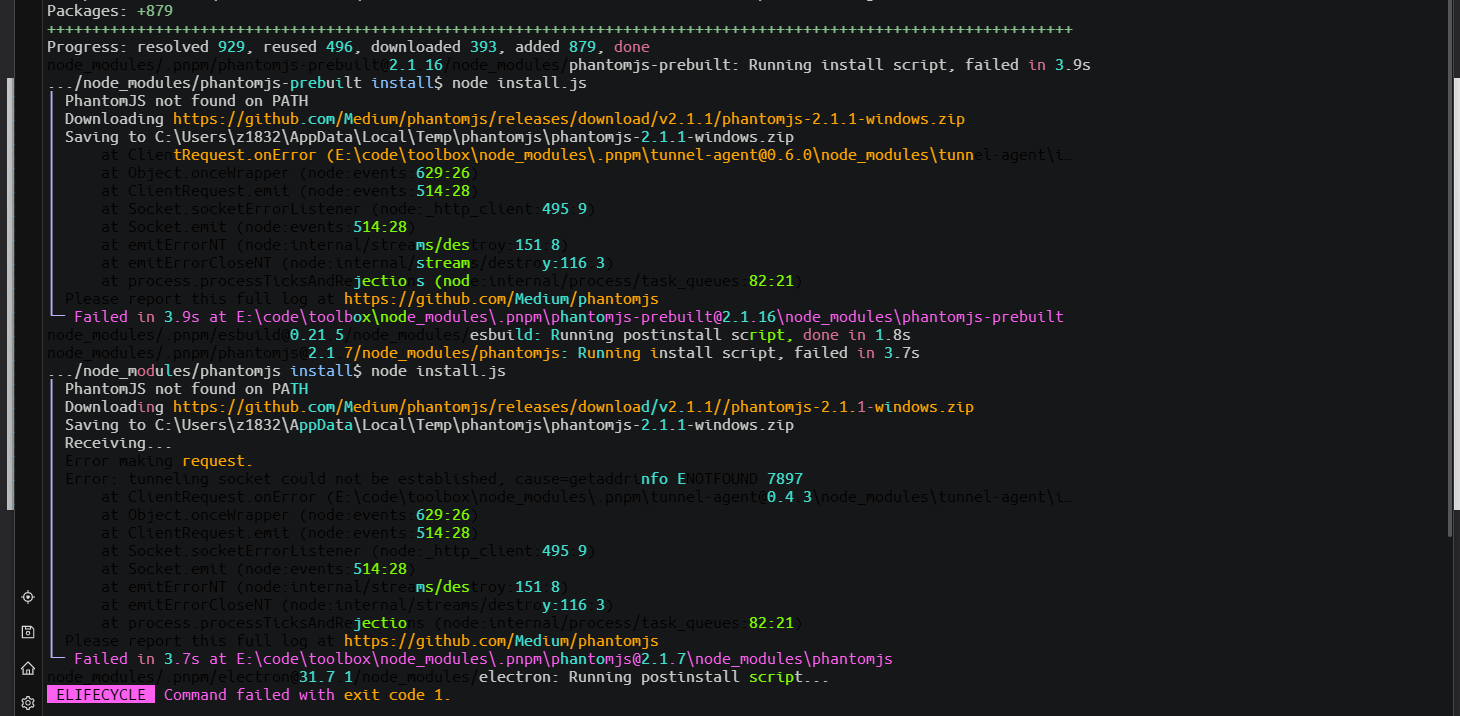 Packages: +879
++++++++++++++++++++++++++++++++++++++++++++++++++++++++++++++++++++++++++++++++++++++++++++++++++++++++++++++++++
Progress: resolved 929, reused 496, downloaded 393, added 879, done
node_modules/.pnpm/phantomjs-prebuilt@2.1.16/node_modules/phantomjs-prebuilt: Running install script, failed in 3.9s
.../node_modules/phantomjs-prebuilt install$ node install.js
PhantomJS not found on PATH
Downloading https://github.com/Medium/phantomjs/releases/download/v2.1.1/phantomjs-2.1.1-windows.zip
Saving to C:\Users\z1832\AppData\Local\Temp\phantomjs\phantomjs-2.1.1-windows.zip
at ClientRequest.onError (E:\code\toolbox\node_modules\.pnpm\tunnel-agent@0.6.0\node_modules\tunnel-agent\i…
at Object.onceWrapper (node:events:629:26)
at ClientRequest.emit (node:events:514:28)
at Socket.socketErrorListener (node:_http_client:495:9)
at Socket.emit (node:events:514:28)
at emitErrorNT (node:internal/streams/destroy:151:8)
at emitErrorCloseNT (node:internal/streams/destroy:116:3)
at process.processTicksAndRejections (node:internal/process/task_queues:82:21)
Please report this full log at https://github.com/Medium/phantomjs
Failed in 3.9s at E:\code\toolbox\node_modules\.pnpm\phantomjs-prebuilt@2.1.16\node_modules\phantomjs-prebuilt
node_modules/.pnpm/esbuild@0.21.5/node_modules/esbuild: Running postinstall script, done in 1.8s
node_modules/.pnpm/phantomjs@2.1.7/node_modules/phantomjs: Running install script, failed in 3.7s
.../node_modules/phantomjs install$ node install.js
PhantomJS not found on PATH
Downloading https://github.com/Medium/phantomjs/releases/download/v2.1.1//phantomjs-2.1.1-windows.zip
Saving to C:\Users\z1832\AppData\Local\Temp\phantomjs\phantomjs-2.1.1-windows.zip
Receiving...
Error making request.
Error: tunneling socket could not be established, cause=getaddrinfo ENOTFOUND 7897
at ClientRequest.onError (E:\code\toolbox\node_modules\.pnpm\tunnel-agent@0.4.3\node_modules\tunnel-agent\i…
at Object.onceWrapper (node:events:629:26)
at ClientRequest.emit (node:events:514:28)
at Socket.socketErrorListener (node:_http_client:495:9)
at Socket.emit (node:events:514:28)
at emitErrorNT (node:internal/streams/destroy:151:8)
at emitErrorCloseNT (node:internal/streams/destroy:116:3)
at process.processTicksAndRejections (node:internal/process/task_queues:82:21)
Please report this full log at https://github.com/Medium/phantomjs
Failed in 3.7s at E:\code\toolbox\node_modules\.pnpm\phantomjs@2.1.7\node_modules\phantomjs
node_modules/.pnpm/electron@31.7.1/node_modules/electron: Running postinstall script...
ELIFECYCLE Command failed with exit code 1.